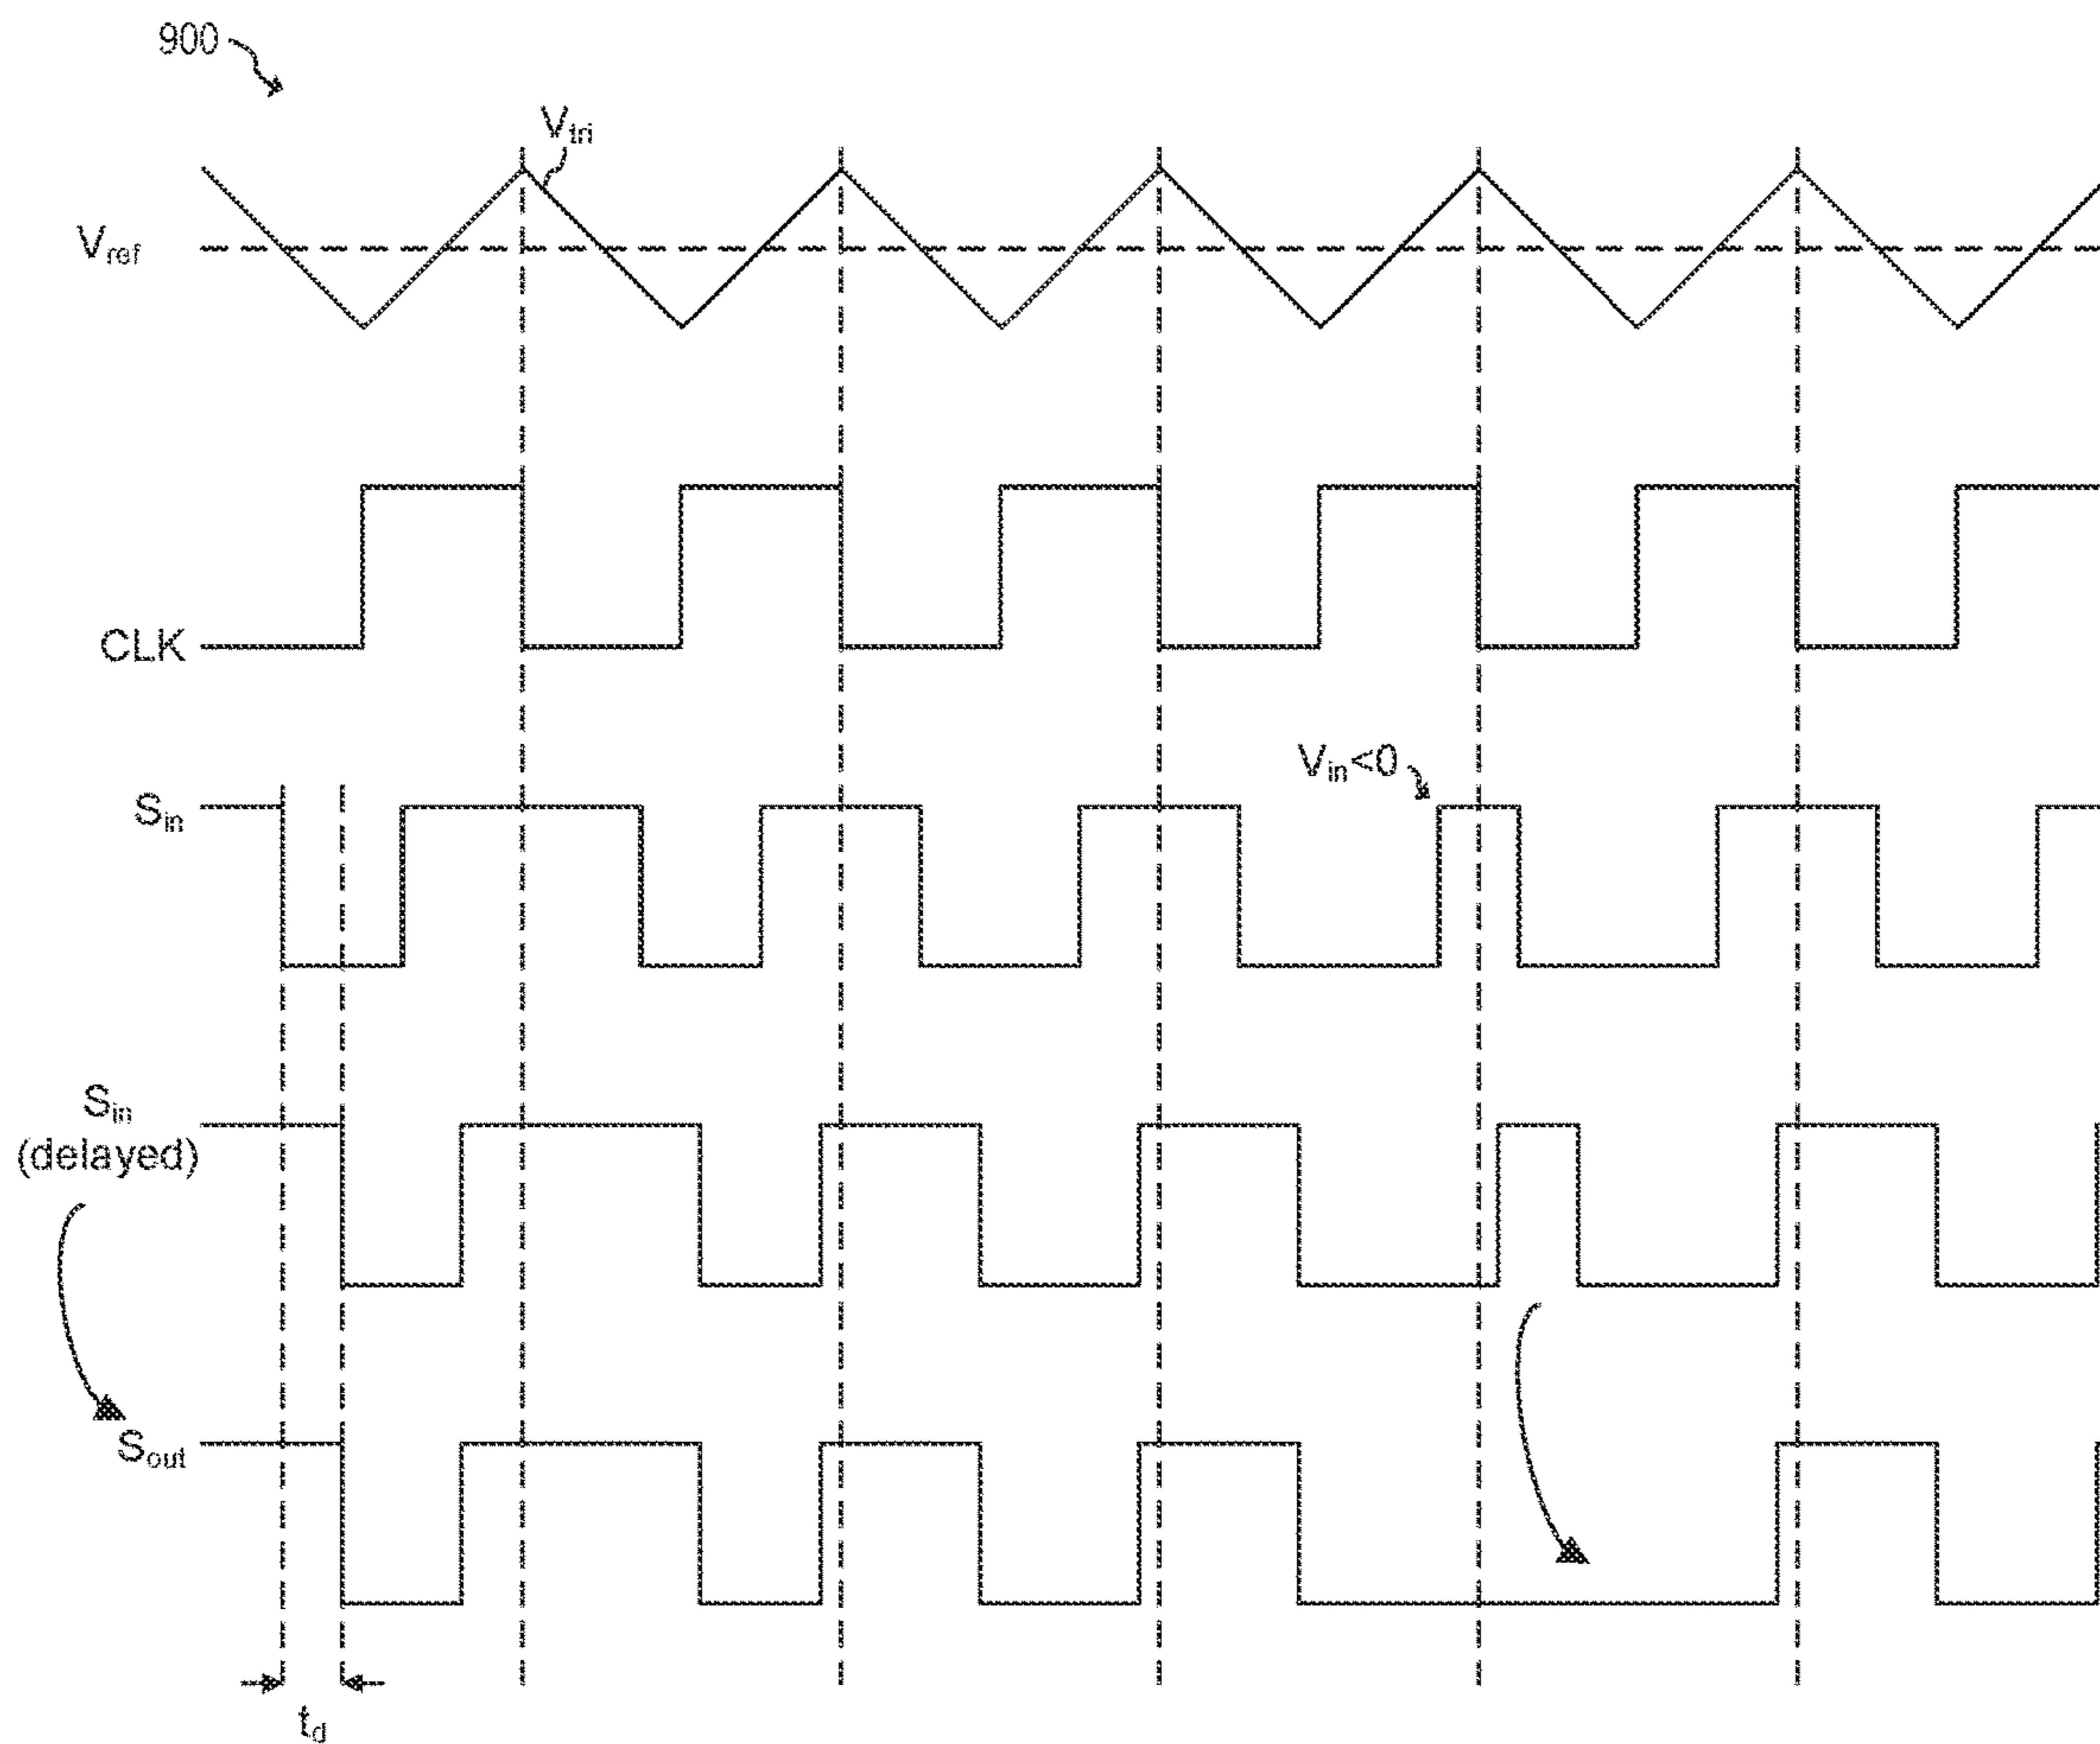 900
Vtri
Vref
CLK
Vin<0
Sin
Sin
(delayed)
Sout
td